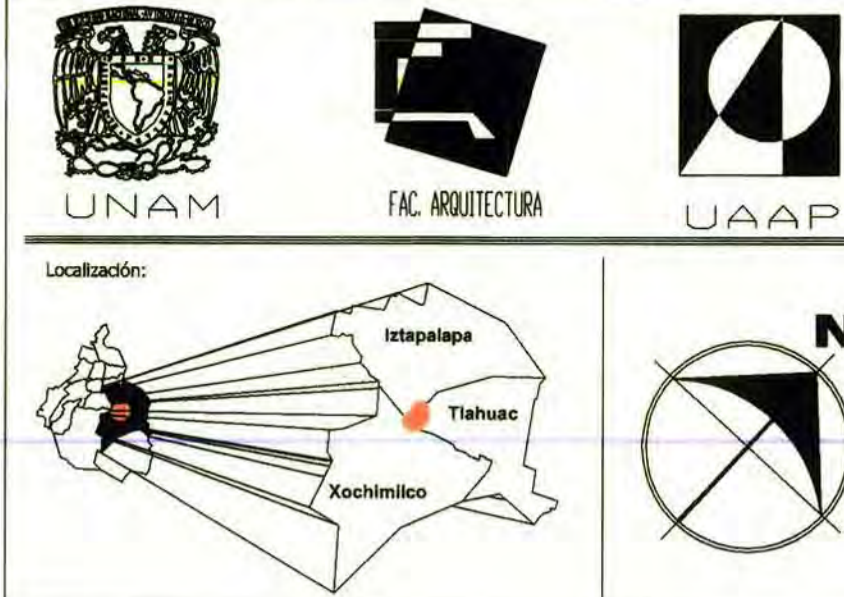 UNAM
FAC. ARQUITECTURA
UAAP
Localización:
Iztapalapa
Tlahuac
Xochimilco
N